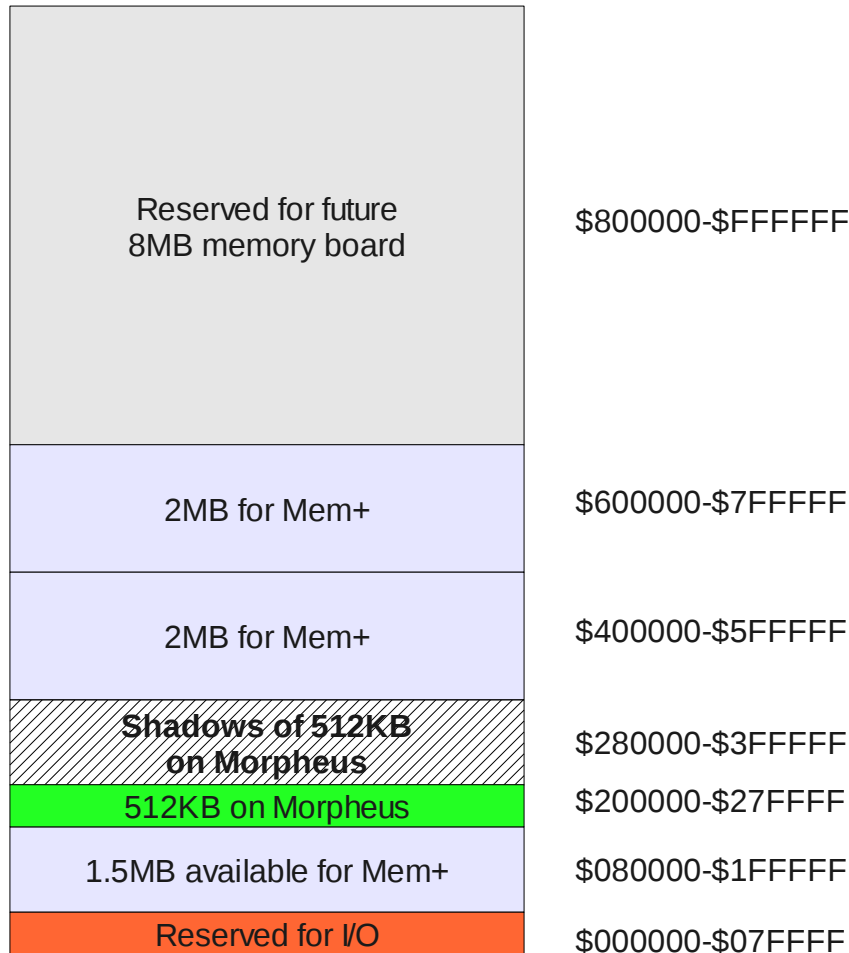 Reserved for future
8MB memory board
$800000-$FFFFFF
2MB for Mem+
$600000-$7FFFFF
2MB for Mem+
$400000-$5FFFFF
Shadows of 512KB
on Morpheus
$280000-$3FFFFF
512KB on Morpheus
$200000-$27FFFF
1.5MB available for Mem+
$080000-$1FFFFF
Reserved for I/O
$000000-$07FFFF